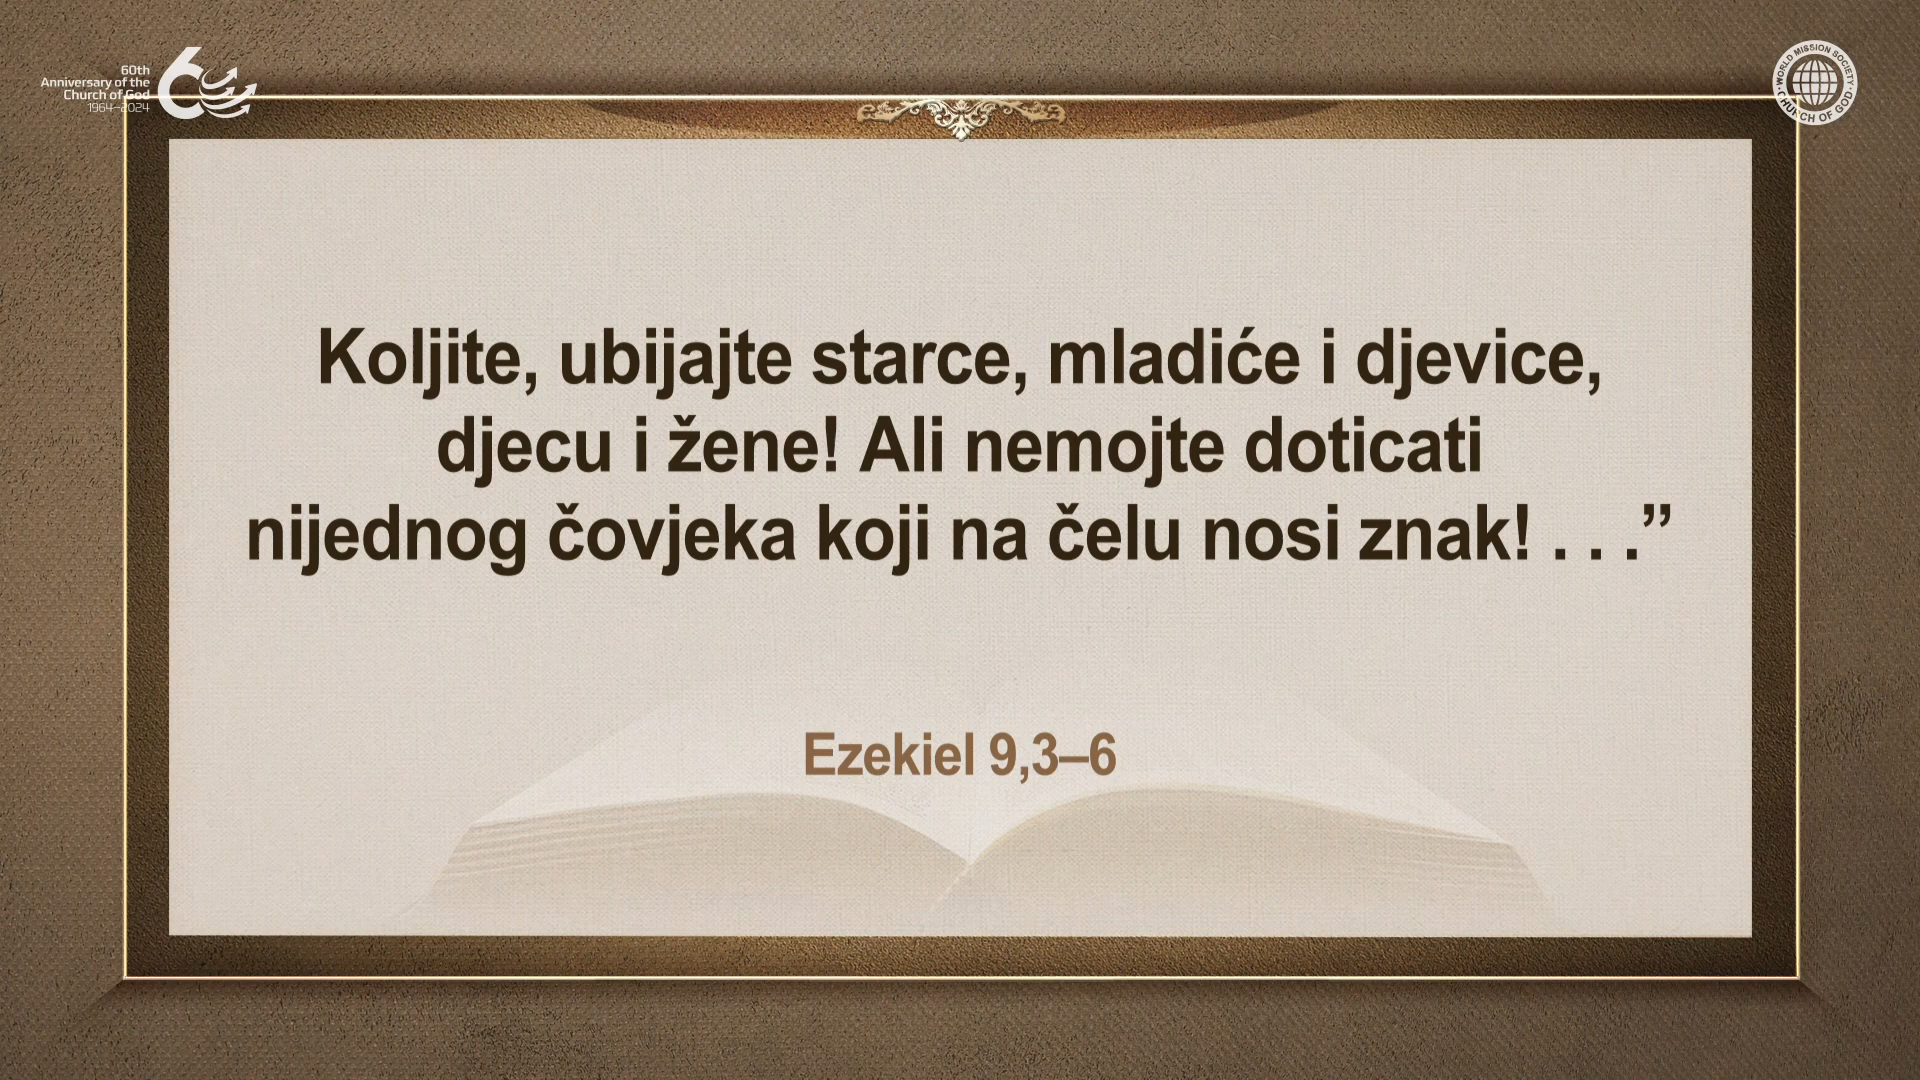 60th
Anniversary of the
Church of God
1964–2024
60
WORLD MISSION SOCIETY
CHURCH OF GOD
Koljite, ubijajte starce, mladiće i djevice,
djecu i žene! Ali nemojte doticati
nijednog čovjeka koji na čelu nosi znak! . . .”
Ezekiel 9,3–6